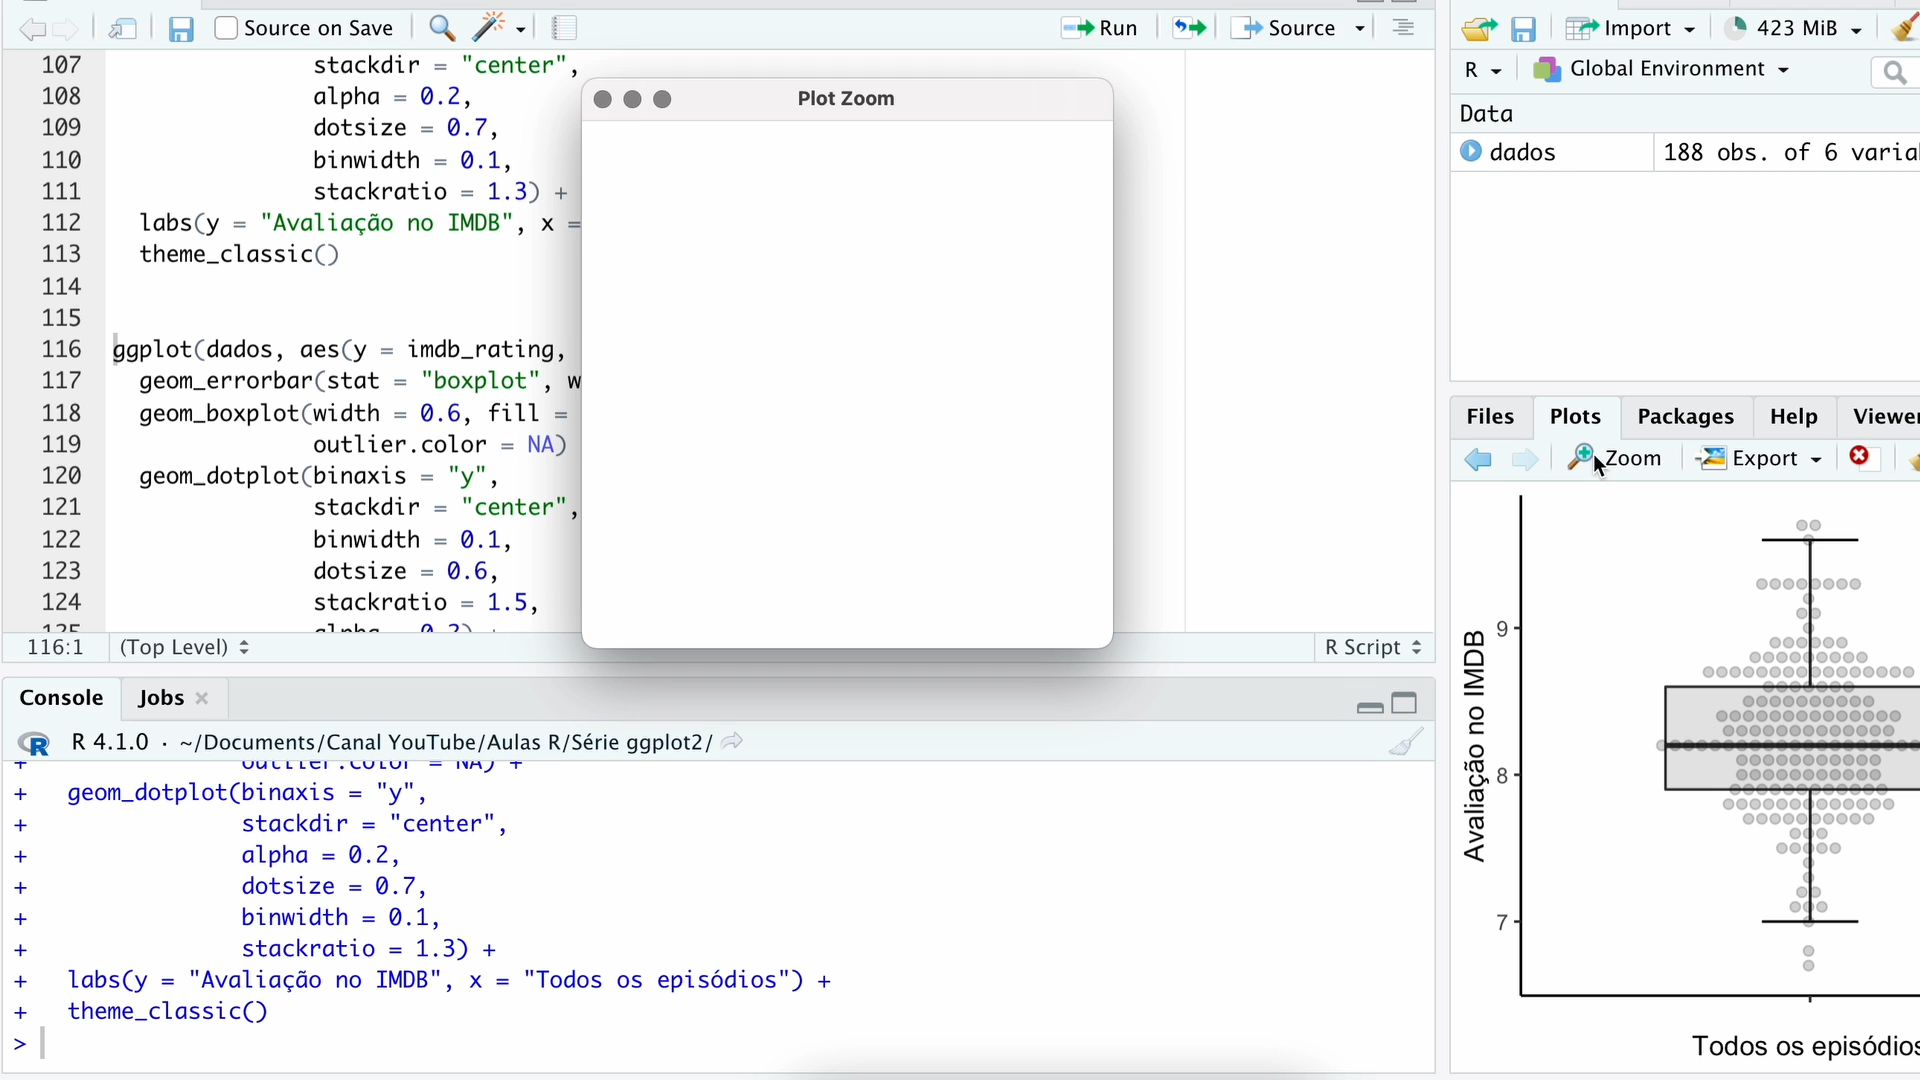 Source on Save
Run
Source
107 stackdir = "center",
108 alpha = 0.2,
109 dotsize = 0.7,
110 binwidth = 0.1,
111 stackratio = 1.3) +
112 labs(y = "Avaliação no IMDB", x =
113 theme_classic()
114
115
116 ggplot(dados, aes(y = imdb_rating,
117 geom_errorbar(stat = "boxplot", w
118 geom_boxplot(width = 0.6, fill =
119 outlier.color = NA)
120 geom_dotplot(binaxis = "y",
121 stackdir = "center",
122 binwidth = 0.1,
123 dotsize = 0.6,
124 stackratio = 1.5,
125 alpha = 0.2) +
116:1 (Top Level) R Script
Plot Zoom
Console Jobs
R 4.1.0 · ~/Documents/Canal YouTube/Aulas R/Série ggplot2/
+ outlier.color = NA) +
+ geom_dotplot(binaxis = "y",
+ stackdir = "center",
+ alpha = 0.2,
+ dotsize = 0.7,
+ binwidth = 0.1,
+ stackratio = 1.3) +
+ labs(y = "Avaliação no IMDB", x = "Todos os episódios") +
+ theme_classic()
>
Import 423 MiB
R Global Environment
Data
dados 188 obs. of 6 varia
Files Plots Packages Help Viewer
Zoom Export
Avaliação no IMDB
9
8
7
Todos os episódios